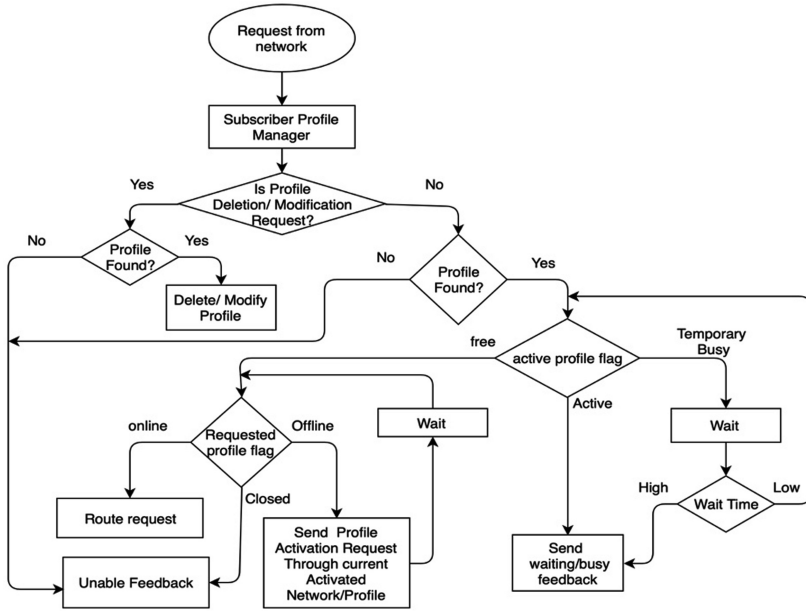 Request from
network
Subscriber Profile
Manager
Yes
No
Is Profile
Deletion/ Modification
Request?
No
Profile
Found?
Yes
Delete/ Modify
Profile
No
Profile
Found?
Yes
free
active profile flag
Temporary
Busy
Active
Wait
Wait
online
Requested
profile flag
Offline
Closed
High
Wait Time
Low
Route request
Send Profile
Activation Request
Through current
Activated
Network/Profile
Send
waiting/busy
feedback
Unable Feedback